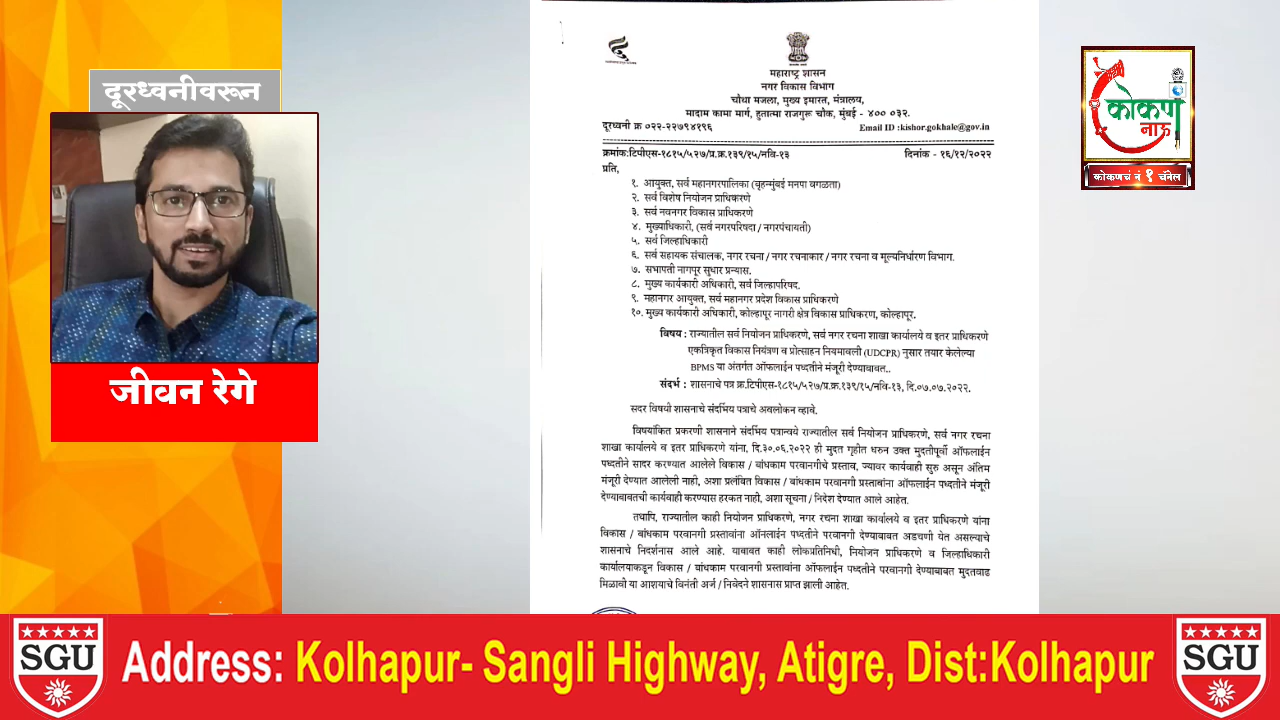 दूरध्वनीवरून
जीवन रेगे
महाराष्ट्र शासन
नगर विकास विभाग
चौथा मजला, मुख्य इमारत, मंत्रालय,
मादाम कामा मार्ग, हुतात्मा राजगुरू चौक, मुंबई - ४०० ०३२.
दूरध्वनी क्र ०२२-२२७९४१९६ Email ID :kishor.gokhale@gov.in
क्रमांक:टिपीएस-१८१५/५२७/प्र.क्र.१३९/१५/नवि-१३ दिनांक - १६/१२/२०२२
प्रति,
१. आयुक्त, सर्व महानगरपालिका (बृहन्मुंबई मनपा वगळता)
२. सर्व विशेष नियोजन प्राधिकरणे
३. सर्व नवनगर विकास प्राधिकरणे
४. मुख्याधिकारी, (सर्व नगरपरिषदा / नगरपंचायती)
५. सर्व जिल्हाधिकारी
६. सर्व सहायक संचालक, नगर रचना / नगर रचनाकार / नगर रचना व मूल्यनिर्धारण विभाग.
७. सभापती नागपूर सुधार प्रन्यास.
८. मुख्य कार्यकारी अधिकारी, सर्व जिल्हापरिषद.
९. महानगर आयुक्त, सर्व महानगर प्रदेश विकास प्राधिकरणे
१०. मुख्य कार्यकारी अधिकारी, कोल्हापूर नागरी क्षेत्र विकास प्राधिकरण, कोल्हापूर.
विषय : राज्यातील सर्व नियोजन प्राधिकरणे, सर्व नगर रचना शाखा कार्यालये व इतर प्राधिकरणे
एकत्रिकृत विकास नियंत्रण व प्रोत्साहन नियमावली (UDCPR) नुसार तयार केलेल्या
BPMS या अंतर्गत ऑफलाईन पध्दतीने मंजूरी देण्याबाबत..
संदर्भ : शासनाचे पत्र क्र.टिपीएस-१८१५/५२७/प्र.क्र.१३९/१५/नवि-१३, दि.०७.०७.२०२२.
सदर विषयी शासनाचे संदर्भिय पत्राचे अवलोकन व्हावे.
विषयांकित प्रकरणी शासनाने संदर्भिय पत्रान्वये राज्यातील सर्व नियोजन प्राधिकरणे, सर्व नगर रचना
शाखा कार्यालये व इतर प्राधिकरणे यांना, दि.३०.०६.२०२२ ही मुदत गृहीत धरुन उक्त मुदतीपूर्वी ऑफलाईन
पध्दतीने सादर करण्यात आलेले विकास / बांधकाम परवानगीचे प्रस्ताव, ज्यावर कार्यवाही सुरु असून अंतिम
मंजूरी देण्यात आलेली नाही, अशा प्रलंबित विकास / बांधकाम परवानगी प्रस्तावांना ऑफलाईन पध्दतीने मंजूरी
देण्याबाबतची कार्यवाही करण्यास हरकत नाही, अशा सूचना / निदेश देण्यात आले आहेत.
तथापि, राज्यातील काही नियोजन प्राधिकरणे, नगर रचना शाखा कार्यालये व इतर प्राधिकरणे यांना
विकास / बांधकाम परवानगी प्रस्तावांना ऑनलाईन पध्दतीने परवानगी देण्याबाबत अडचणी येत असल्याचे
शासनाचे निदर्शनास आले आहे. याबाबत काही लोकप्रतिनिधी, नियोजन प्राधिकरणे व जिल्हाधिकारी
कार्यालयाकडून विकास / बांधकाम परवानगी प्रस्तावांना ऑफलाईन पध्दतीने परवानगी देण्याबाबत मुदतवाढ
मिळावी या आशयाचे विनंती अर्ज / निवेदने शासनास प्राप्त झाली आहेत.
कोकण
नाऊ
कोकणचं नं १ चॅनेल
SGU
Address: Kolhapur- Sangli Highway, Atigre, Dist:Kolhapur
SGU